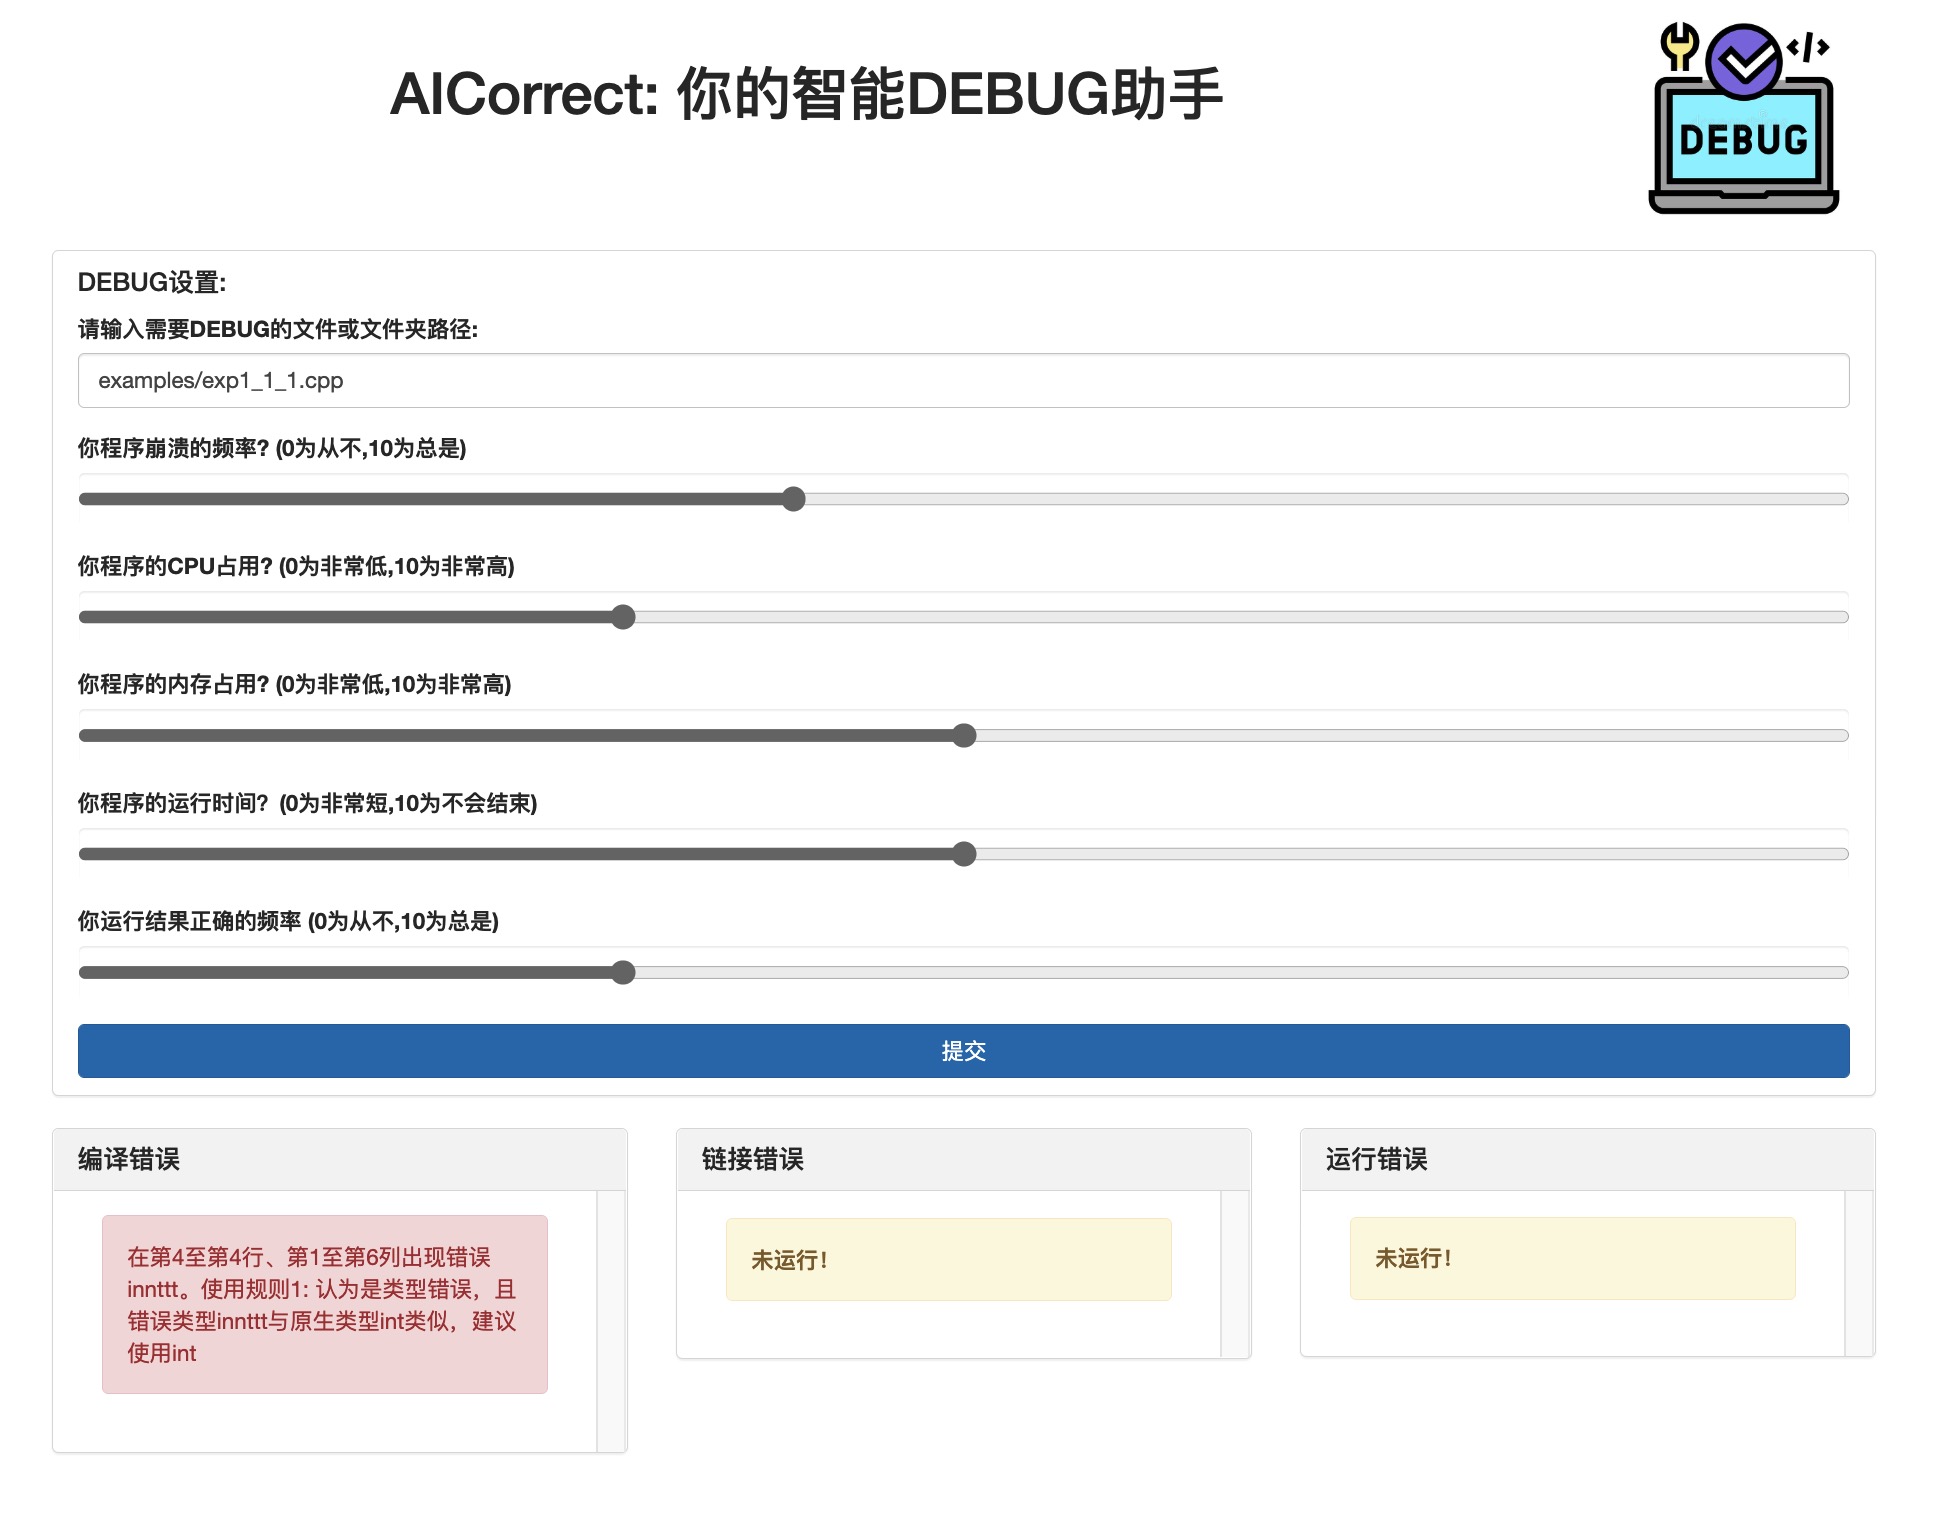 AICorrect: 你的智能DEBUG助手
</>
DEBUG
DEBUG设置:
请输入需要DEBUG的文件或文件夹路径:
examples/exp1_1_1.cpp
你程序崩溃的频率? (0为从不,10为总是)
你程序的CPU占用? (0为非常低,10为非常高)
你程序的内存占用? (0为非常低,10为非常高)
你程序的运行时间？(0为非常短,10为不会结束)
你运行结果正确的频率 (0为从不,10为总是)
提交
编译错误
在第4至第4行、第1至第6列出现错误
innttt。使用规则1: 认为是类型错误，且
错误类型innttt与原生类型int类似，建议
使用int
链接错误
未运行！
运行错误
未运行！